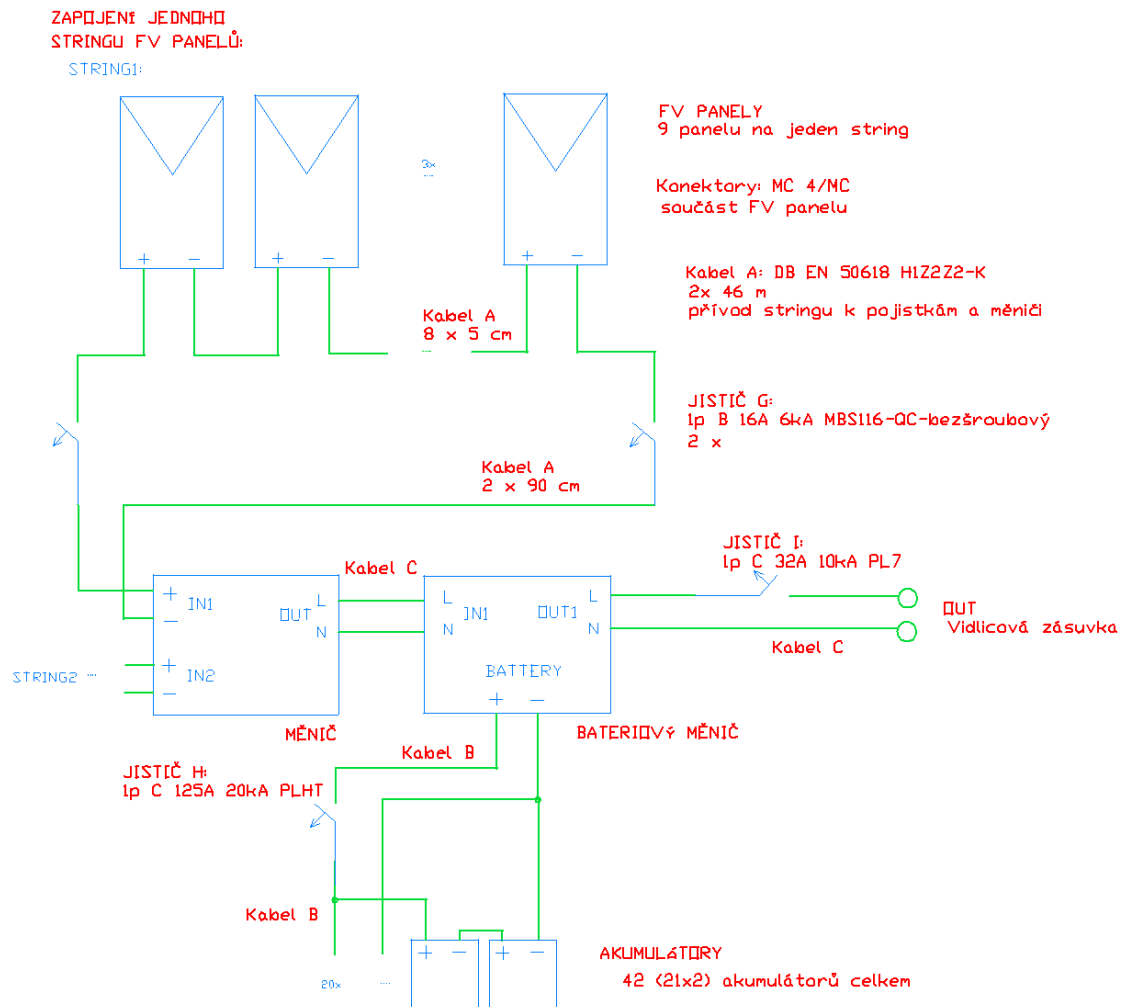 ZAPOJENÍ JEDNOHO
STRINGU FV PANELŮ:
STRING1:
FV PANELY
9 panelu na jeden string
3x
....
Konektory: MC 4/MC
součást FV panelu
+ -
+ -
+ -
Kabel A: DB EN 50618 H1Z2Z2-K
2x 46 m
přívod stringu k pojistkám a měniči
Kabel A
8 x 5 cm
....
JISTIČ G:
1p B 16A 6kA MBS116-QC-bezšroubový
2 x
Kabel A
2 x 90 cm
JISTIČ I:
1p C 32A 10kA PL7
Kabel C
+ IN1 -
OUT L N
L IN1 N
OUT1 L N
OUT
Vidlicová zásuvka
Kabel C
STRING2 ....
+ IN2 -
BATTERY
+ -
MĚNIČ
BATERIOVÝ MĚNIČ
Kabel B
JISTIČ H:
1p C 125A 20kA PLHT
Kabel B
+ -
+ -
AKUMULÁTORY
42 (21x2) akumulátorů celkem
20x ....